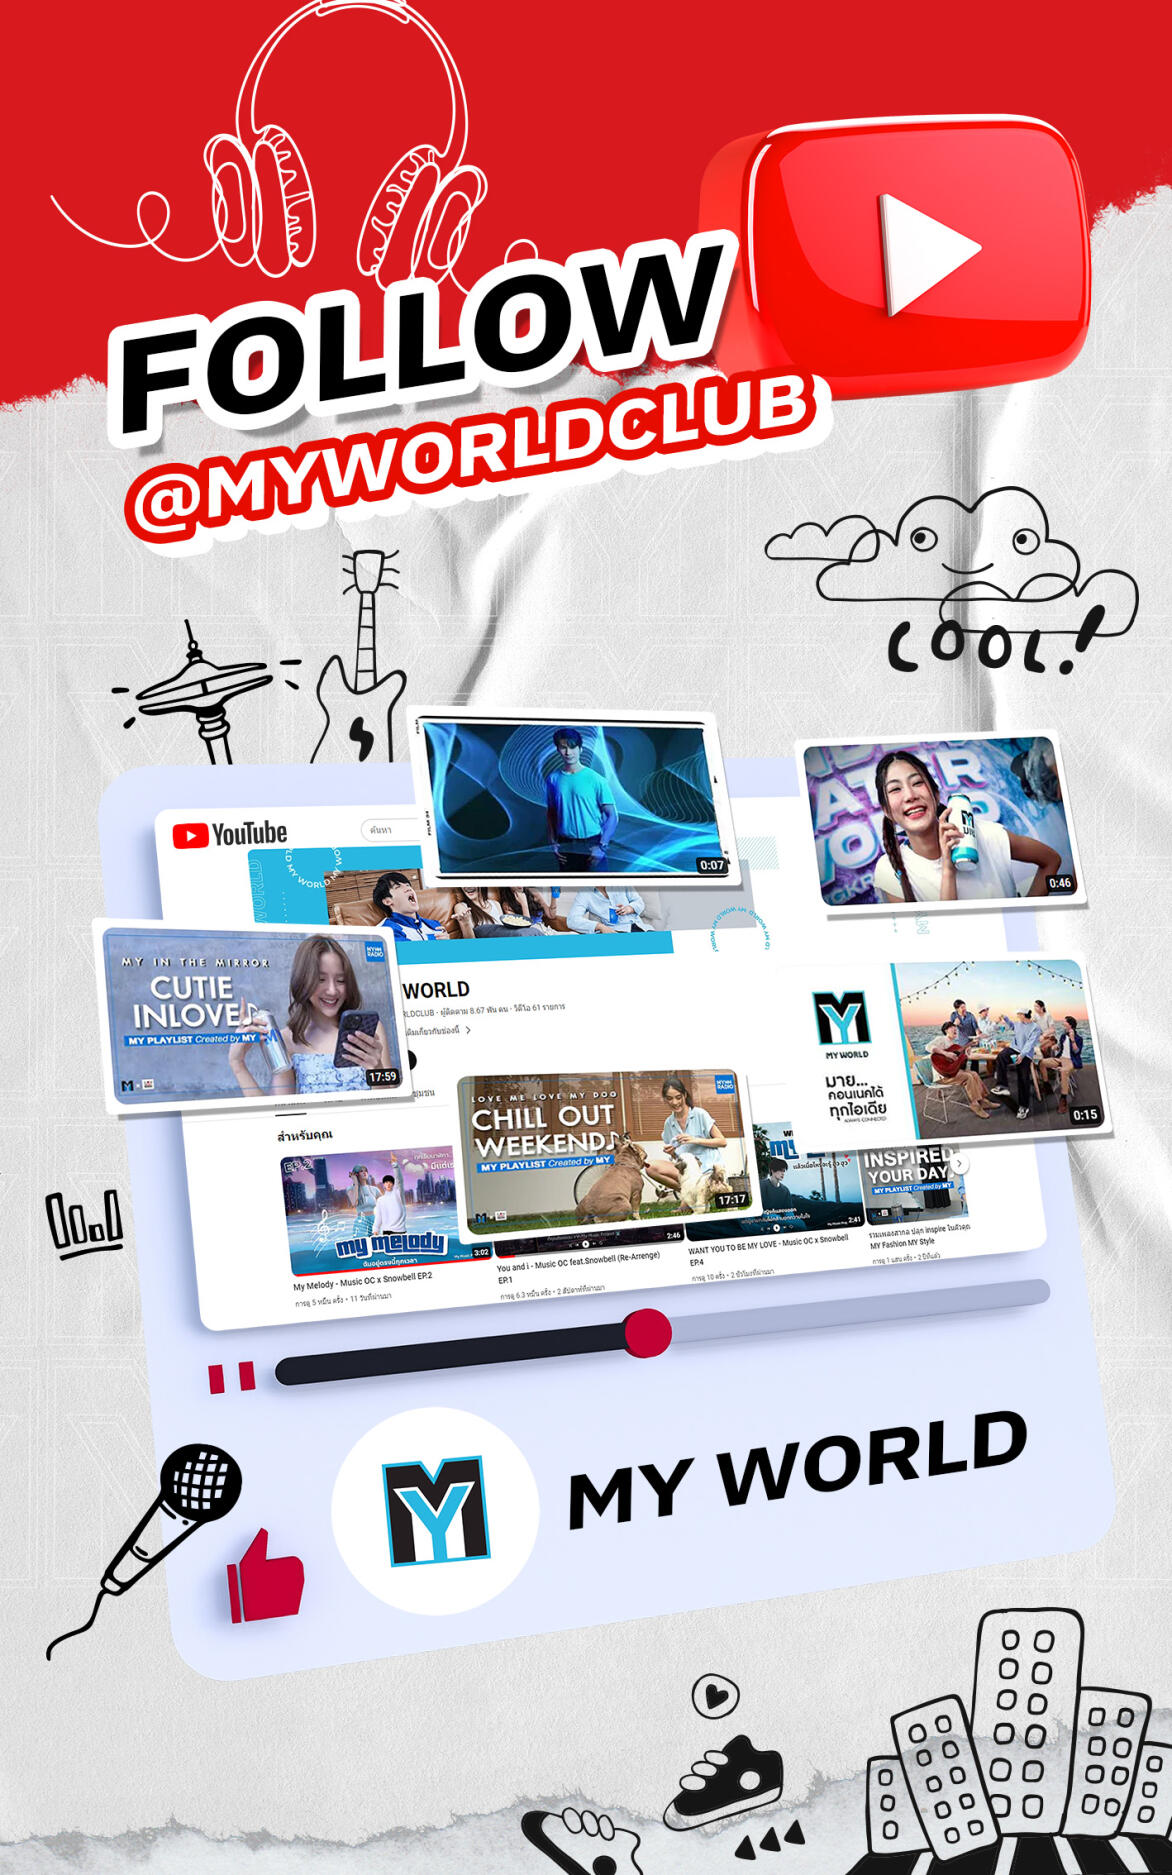 FOLLOW
@MYWORLDCLUB
COOL!
YouTube
ค้นหา
0:07
0:46
MY IN THE MIRROR
CUTIE
INLOVE♪
MY PLAYLIST Created by MY
17:59
WORLD
RLDCLUB · ผู้ติดตาม 8.67 พัน คน · วิดีโอ 61 รายการ
MY WORLD
มาย...
คอนเนคได้
ทุกไอเดีย
ALWAYS CONNECTED
0:15
สำหรับคุณ
LOVE ME LOVE MY DOG
CHILL OUT
WEEKEND♪
MY PLAYLIST Created by MY
17:17
EP.2
my melody
ฉันอยู่ตรงนี้ทุกเวลา
3:02
2:46
2:41
INSPIRED
YOUR DAY
MY PLAYLIST Created by MY
My Melody - Music OC x Snowbell EP.2
การดู 5 หมื่น ครั้ง • 11 วันที่ผ่านมา
You and i - Music OC feat.Snowbell (Re-Arrenge)
EP.1
การดู 6.3 หมื่น ครั้ง • 2 สัปดาห์ที่ผ่านมา
WANT YOU TO BE MY LOVE - Music OC x Snowbell
EP.4
การดู 10 ครั้ง • 2 ชั่วโมงที่ผ่านมา
รวมเพลงสากล ปลุก inspire ในตัวคุณ
MY Fashion MY Style
การดู 1 แสน ครั้ง • 2 ปีที่แล้ว
MY WORLD